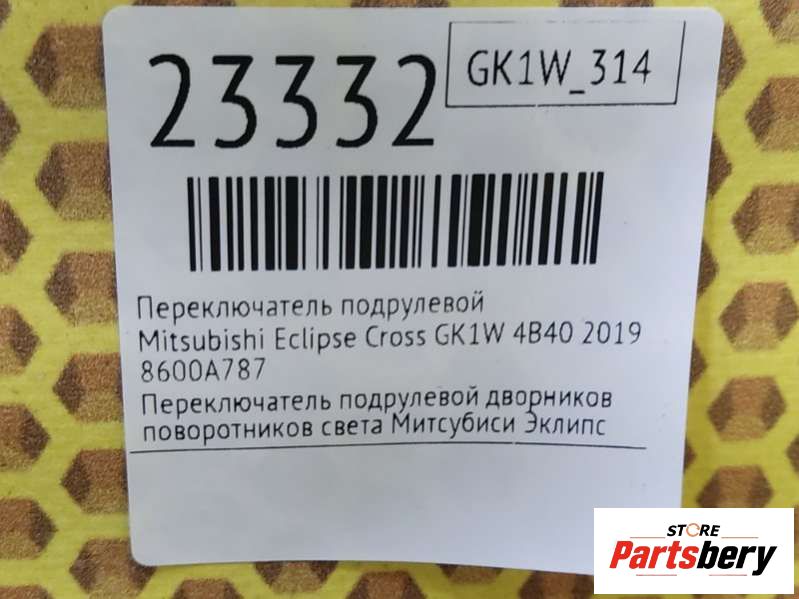 23332
GK1W_314
Переключатель подрулевой
Mitsubishi Eclipse Cross GK1W 4B40 2019
8600A787
Переключатель подрулевой дворников
поворотников света Митсубиси Эклипс
STORE
Partsbery